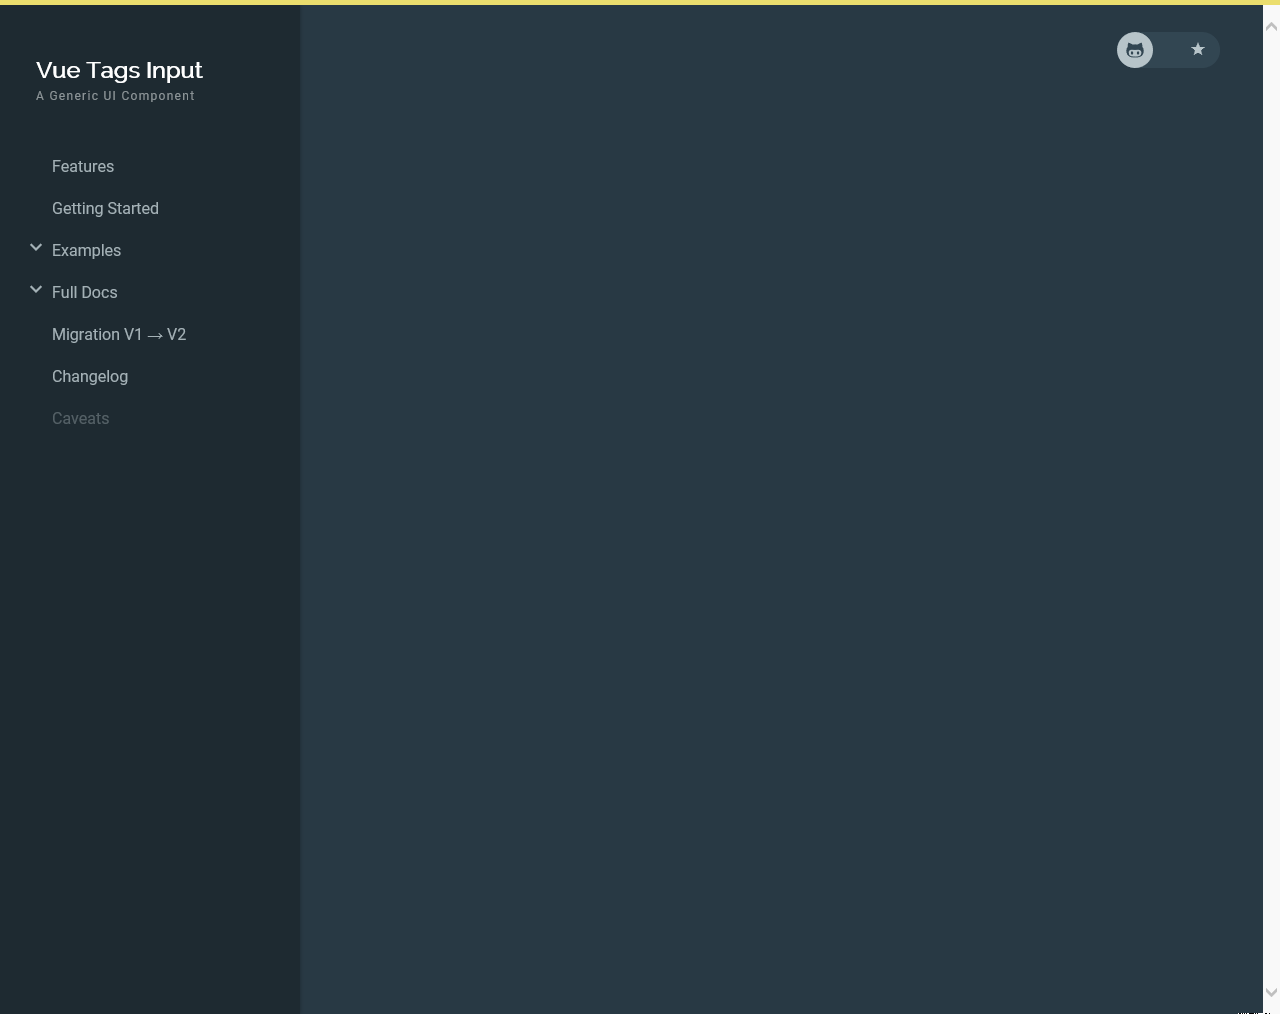 Vue Tags Input
A Generic UI Component
Features
Getting Started
Examples
Full Docs
Migration V1 → V2
Changelog
Caveats